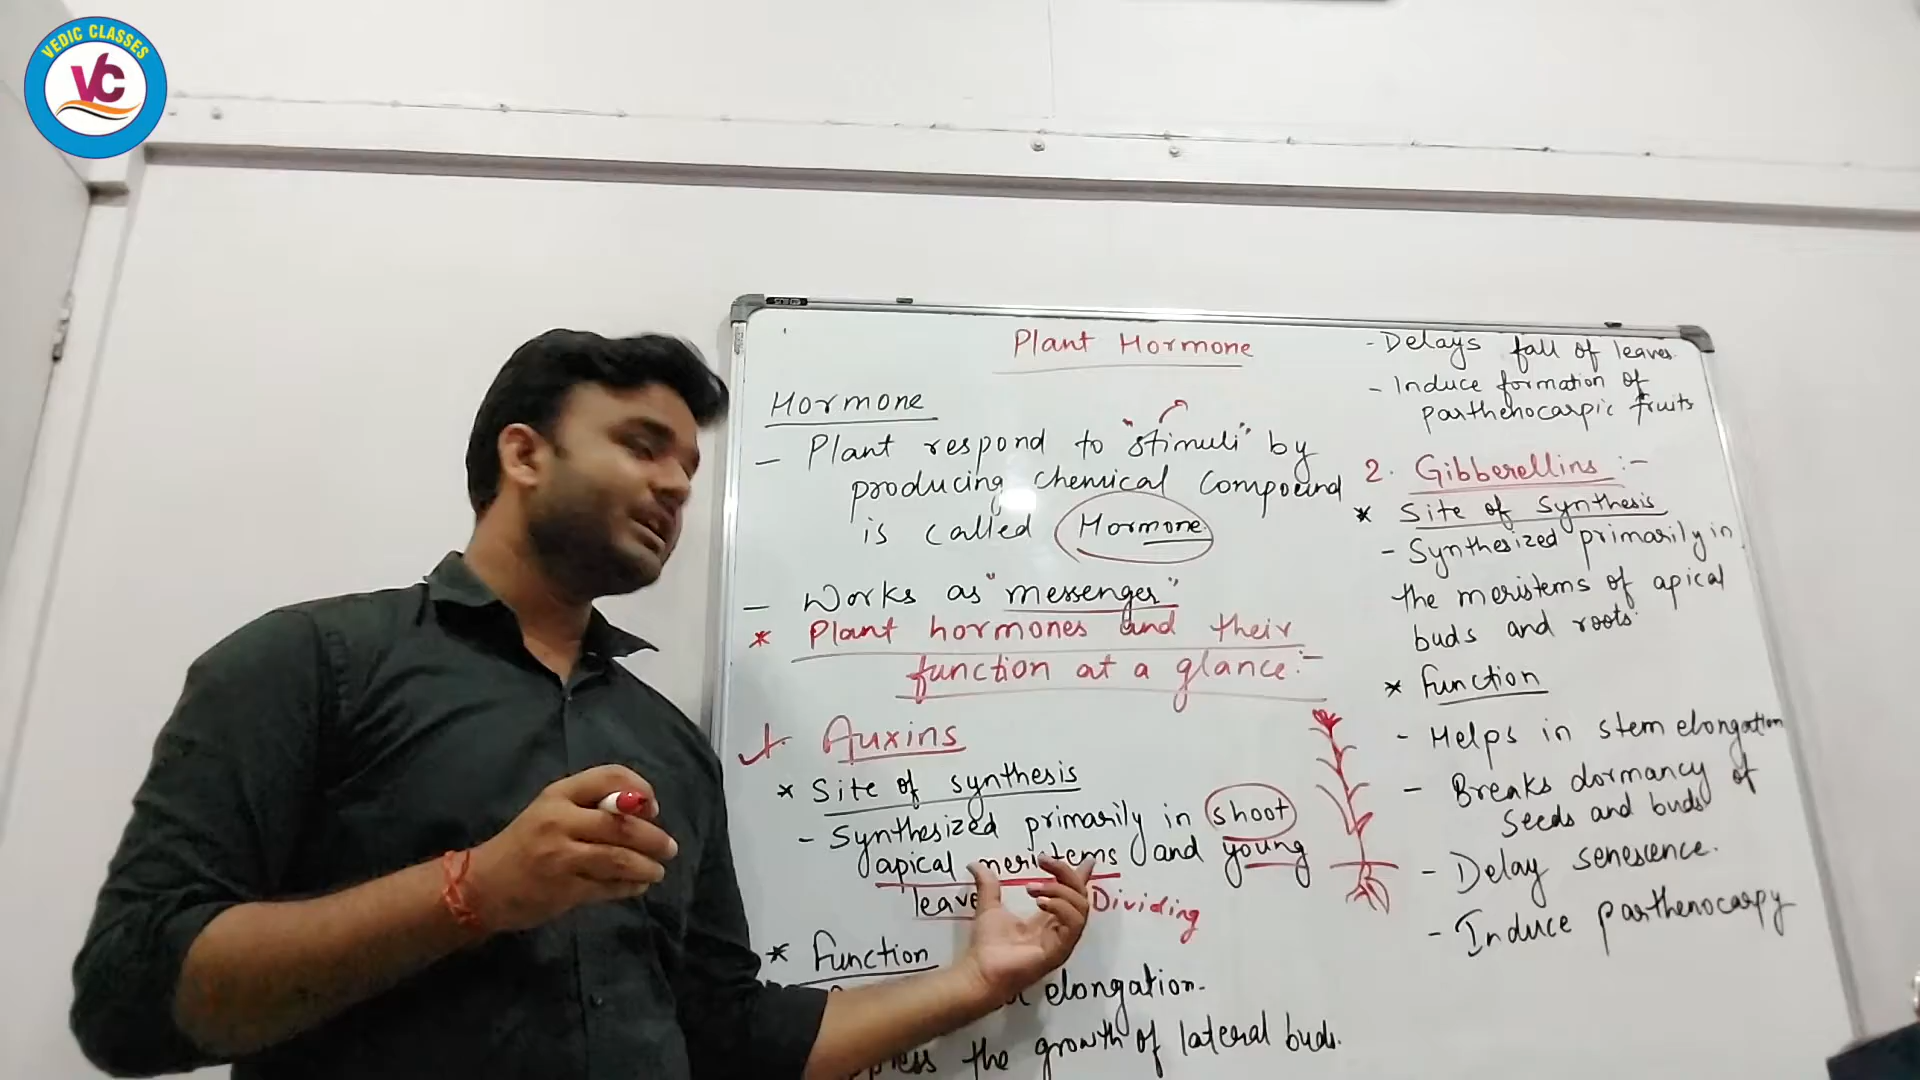 VEDIC CLASSES
VC
Plant Hormone
Hormone
- Plant respond to "stimuli" by
producing chemical compound
is called Hormone.
- Works as "messenger"
* Plant hormones and their
function at a glance:-
1. Auxins
* Site of synthesis
- Synthesized primarily in shoot
apical meristems and young
leave
Dividing
* Function
elongation.
the growth of lateral buds.
- Delays fall of leaves.
- Induce formation of
parthenocarpic fruits
2. Gibberellins :-
* Site of Synthesis
- Synthesized primarily in
the meristems of apical
buds and roots.
* Function
- Helps in stem elongation
- Breaks dormancy of
seeds and buds
- Delay senescence.
- Induce parthenocarpy